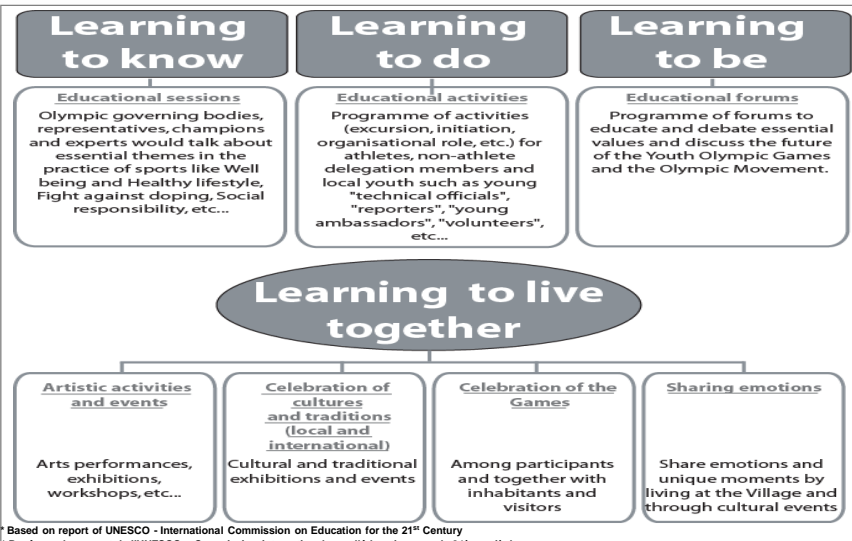 Learning
to know
Learning
to do
Learning
to be
Educational sessions
Olympic governing bodies,
representatives, champions
and experts would talk about
essential themes in the
practice of sports like Well
being and Healthy lifestyle,
Fight against doping, Social
responsibility, etc...
Educational activities
Programme of activities
(excursion, initiation,
organisational role, etc.) for
athletes, non-athlete
delegation members and
local youth such as young
"technical officials",
"reporters", "young
ambassadors", "volunteers",
etc...
Educational forums
Programme of forums to
educate and debate essential
values and discuss the future
of the Youth Olympic Games
and the Olympic Movement.
Learning to live
together
Artistic activities
and events
Arts performances,
exhibitions,
workshops, etc...
Celebration of
cultures
and traditions
(local and
international)
Cultural and traditional
exhibitions and events
Celebration of the
Games
Among participants
and together with
inhabitants and
visitors
Sharing emotions
Share emotions and
unique moments by
living at the Village and
through cultural events
* Based on report of UNESCO - International Commission on Education for the 21st Century